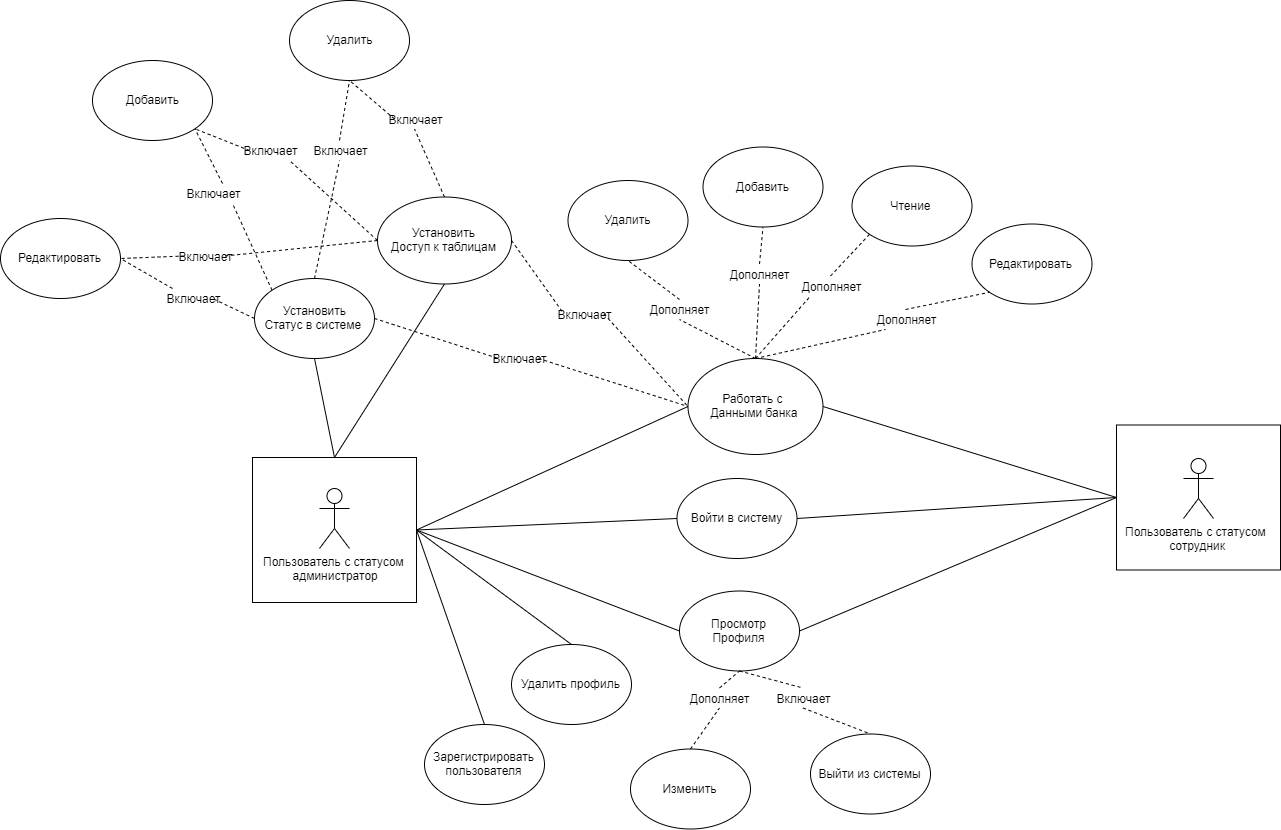 Удалить
Добавить
Включает
Включает
Включает
Добавить
Включает
Чтение
Удалить
Установить
Доступ к таблицам
Редактировать
Включает
Редактировать
Дополняет
Дополняет
Включает
Дополняет
Установить
Статус в системе
Включает
Дополняет
Включает
Работать с
Данными банка
Войти в систему
Пользователь с статусом
сотрудник
Пользователь с статусом
администратор
Просмотр
Профиля
Удалить профиль
Дополняет
Включает
Зарегистрировать
пользователя
Выйти из системы
Изменить